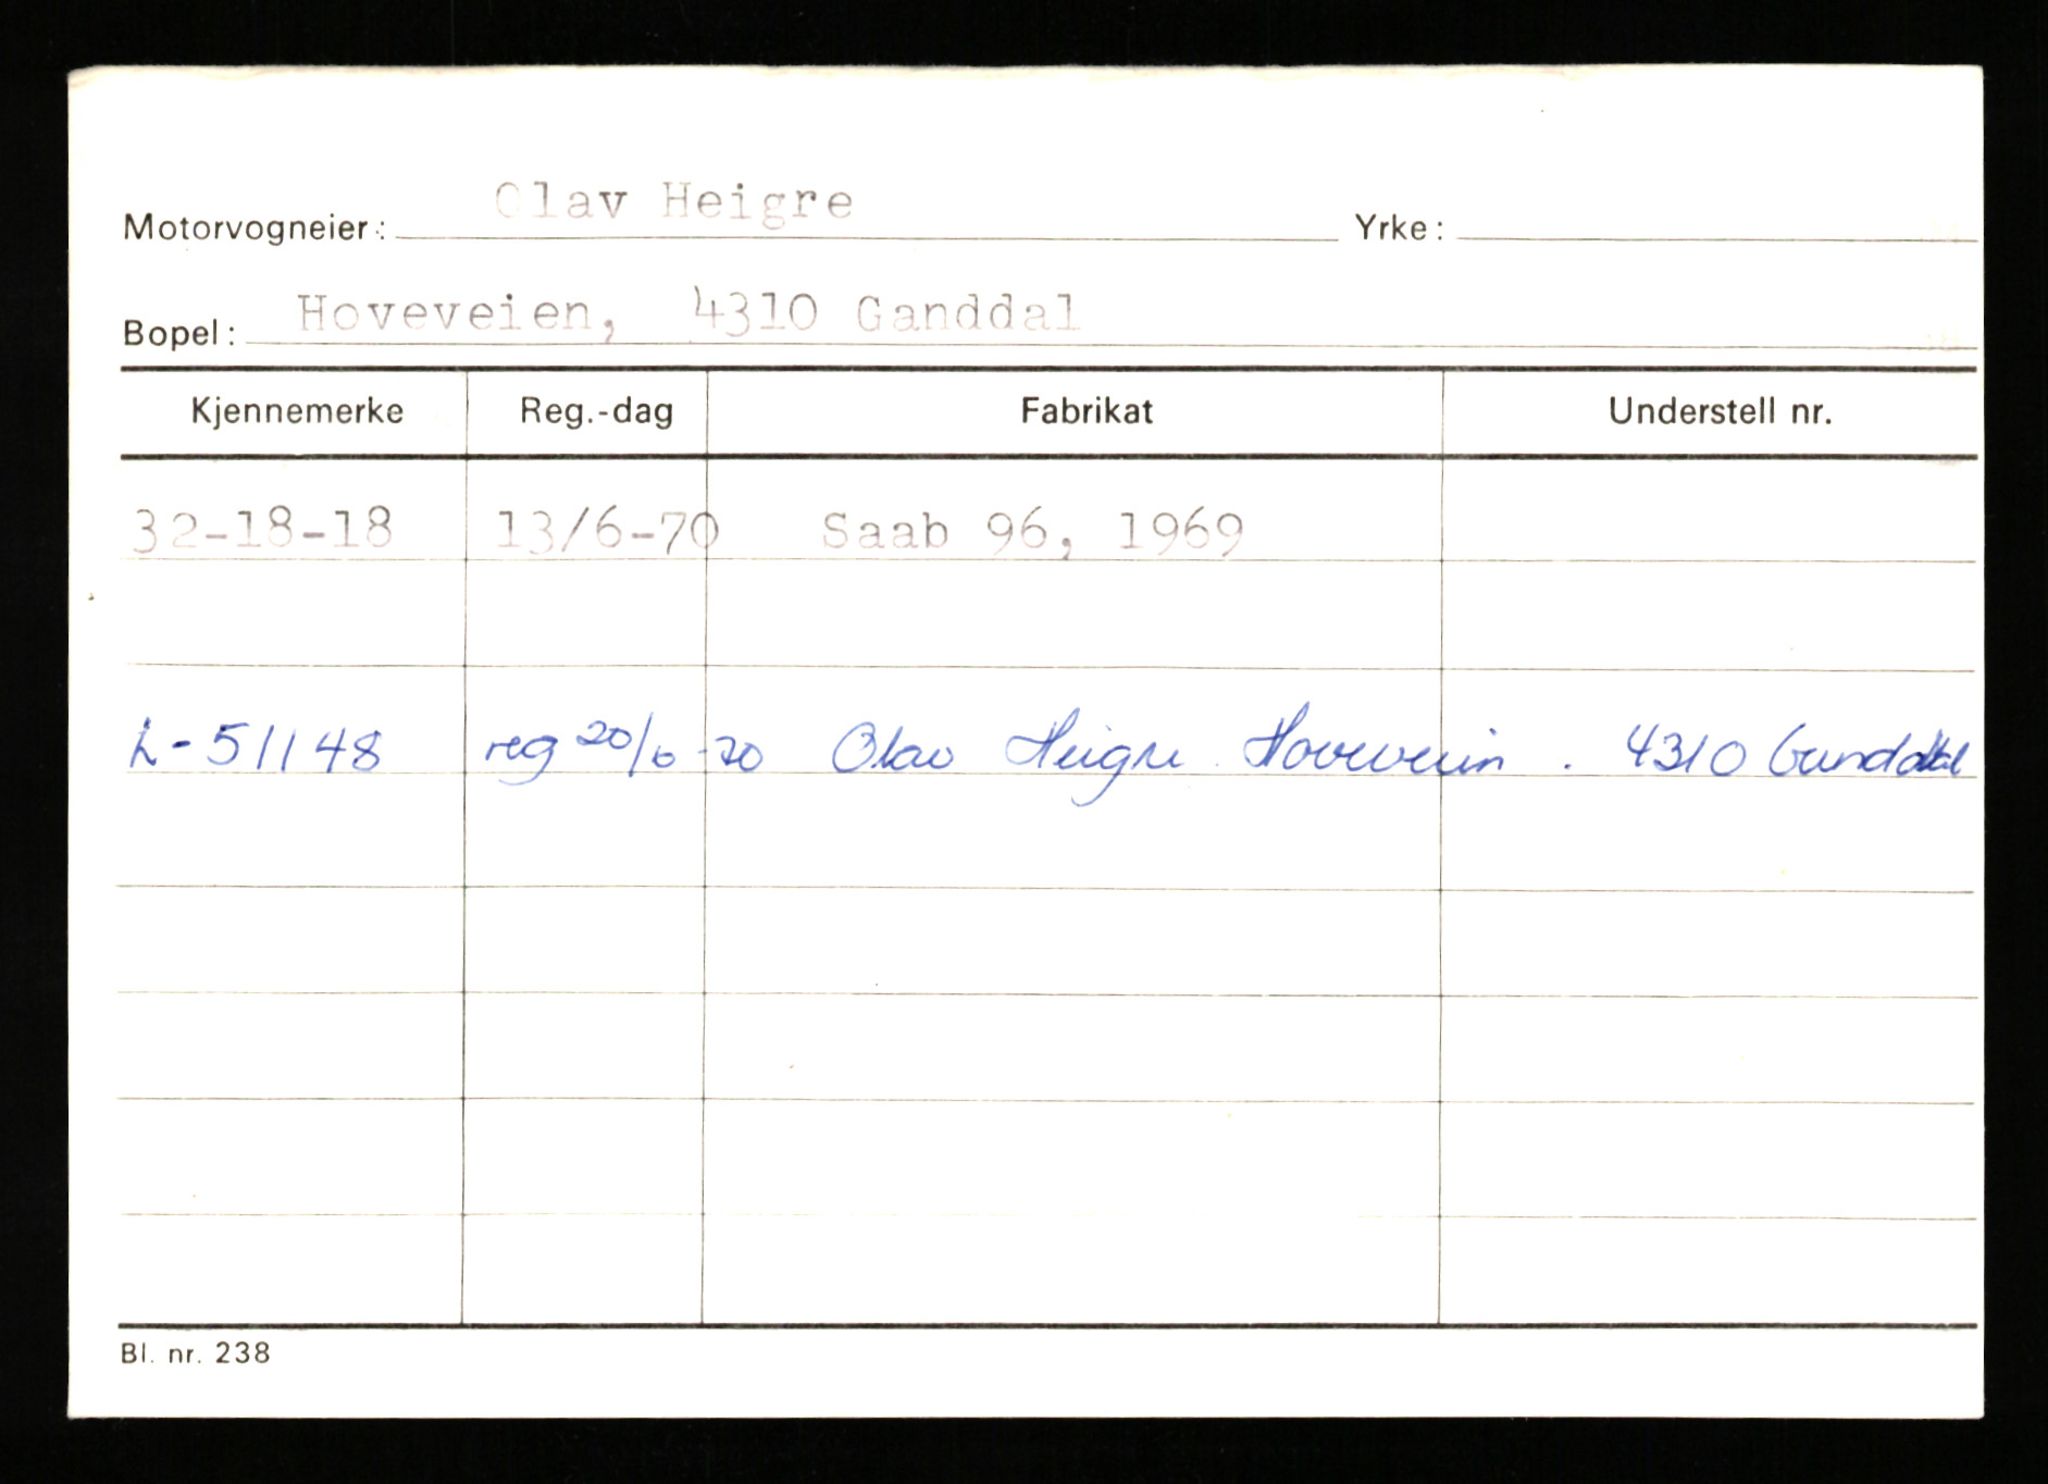 Motorvogneier: Olav Heigre Yrke:
Bopel: Hoveveien, 4310 Ganddal
Kjennemerke Reg.-dag Fabrikat Understell nr.
32-18-18 13/6-70 Saab 96, 1969
L-51148 reg 20/6-70 Olav Heigre. Hoveveien. 4310 Ganddal
Bl. nr. 238